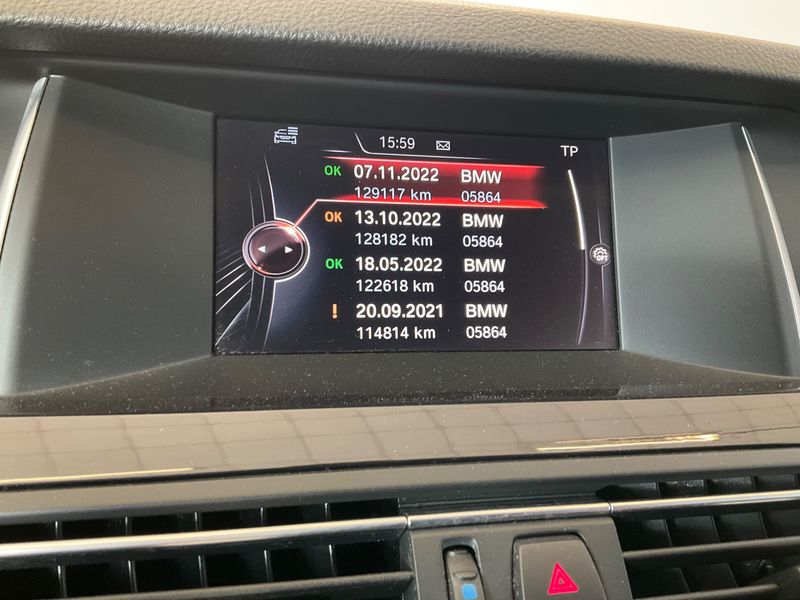 15:59
TP
OK 07.11.2022 BMW
129117 km 05864
OK 13.10.2022 BMW
128182 km 05864
OK 18.05.2022 BMW
122618 km 05864
! 20.09.2021 BMW
114814 km 05864
OPT